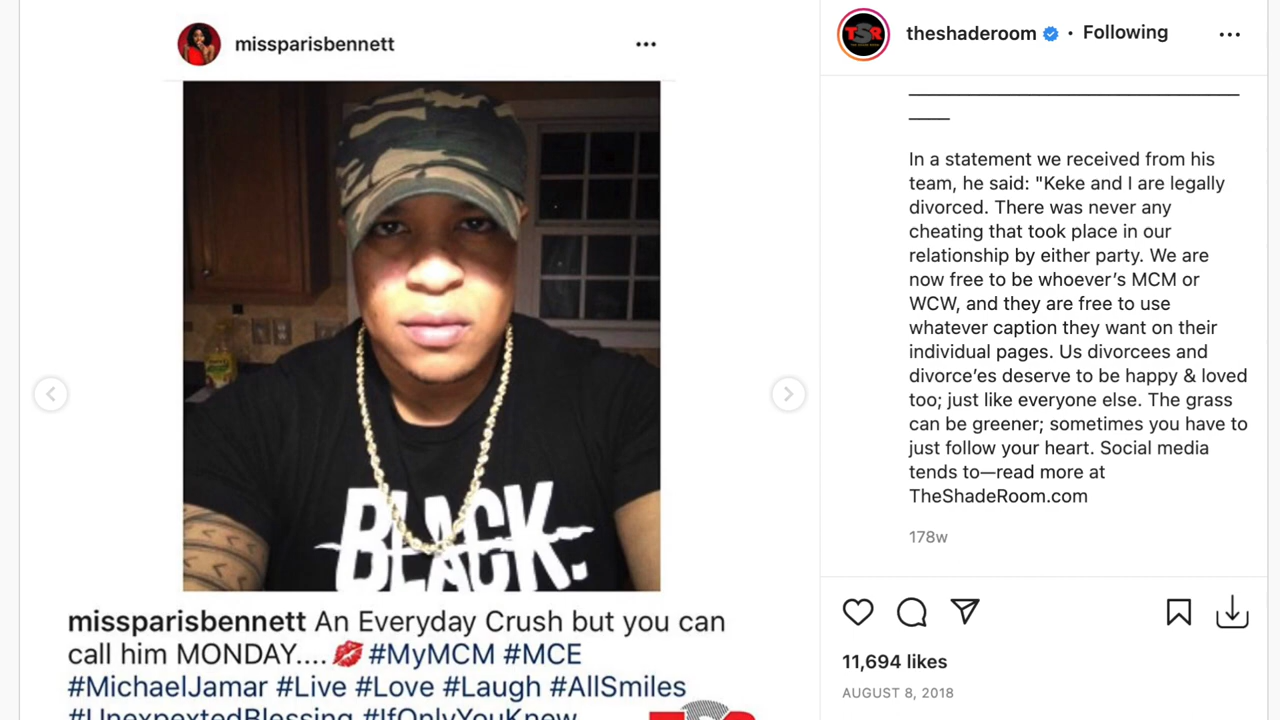 missparisbennett
BLACK.
missparisbennett An Everyday Crush but you can
call him MONDAY.... 💋 #MyMCM #MCE
#MichaelJamar #Live #Love #Laugh #AllSmiles
#UnexpextedBlessing #IfOnlyYouKnew
TSR
TSR
theshaderoom • Following
In a statement we received from his
team, he said: "Keke and I are legally
divorced. There was never any
cheating that took place in our
relationship by either party. We are
now free to be whoever’s MCM or
WCW, and they are free to use
whatever caption they want on their
individual pages. Us divorcees and
divorce’es deserve to be happy & loved
too; just like everyone else. The grass
can be greener; sometimes you have to
just follow your heart. Social media
tends to—read more at
TheShadeRoom.com
178w
11,694 likes
AUGUST 8, 2018